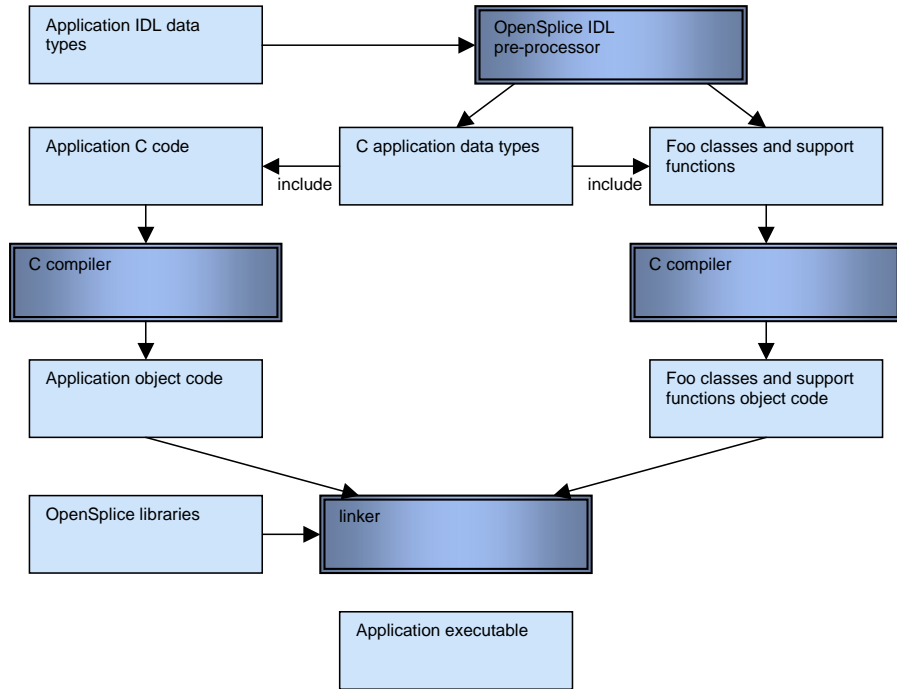 Application IDL data
types
OpenSplice IDL
pre-processor
Application C code
include
C application data types
include
Foo classes and support
functions
C compiler
C compiler
Application object code
Foo classes and support
functions object code
OpenSplice libraries
linker
Application executable